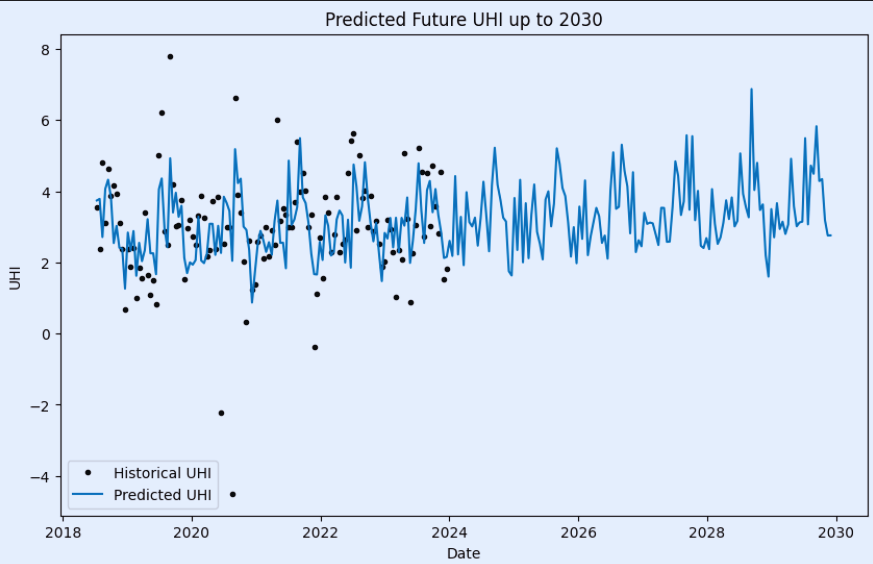 Predicted Future UHI up to 2030
8
6
4
2
0
−2
−4
UHI
Historical UHI
Predicted UHI
2018 2020 2022 2024 2026 2028 2030
Date